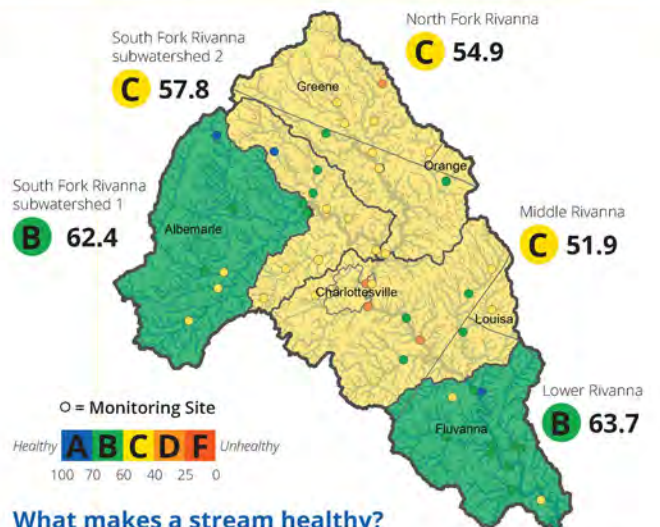 South Fork Rivanna
subwatershed 2
C 57.8
North Fork Rivanna
C 54.9
Greene
Orange
South Fork Rivanna
subwatershed 1
B 62.4
Albemarle
Middle Rivanna
C 51.9
Charlottesville
Louisa
Lower Rivanna
B 63.7
Fluvanna
O = Monitoring Site
Healthy A B C D F Unhealthy
100 70 60 40 25 0
What makes a stream healthy?